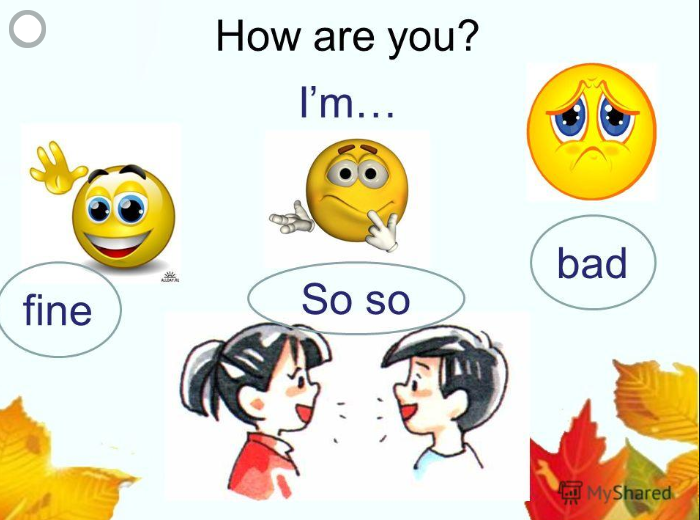 How are you?
I'm...
fine
So so
bad
MyShared